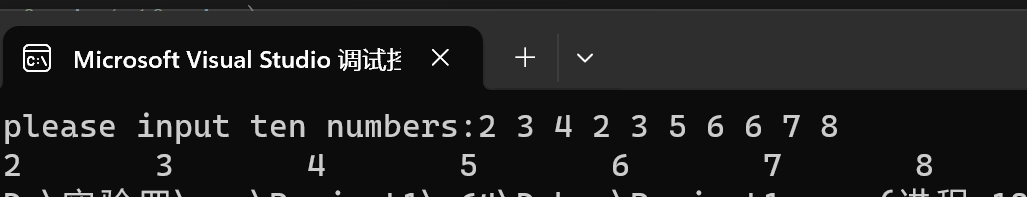 Microsoft Visual Studio 调试
please input ten numbers:2 3 4 2 3 5 6 6 7 8
2 3 4 5 6 7 8